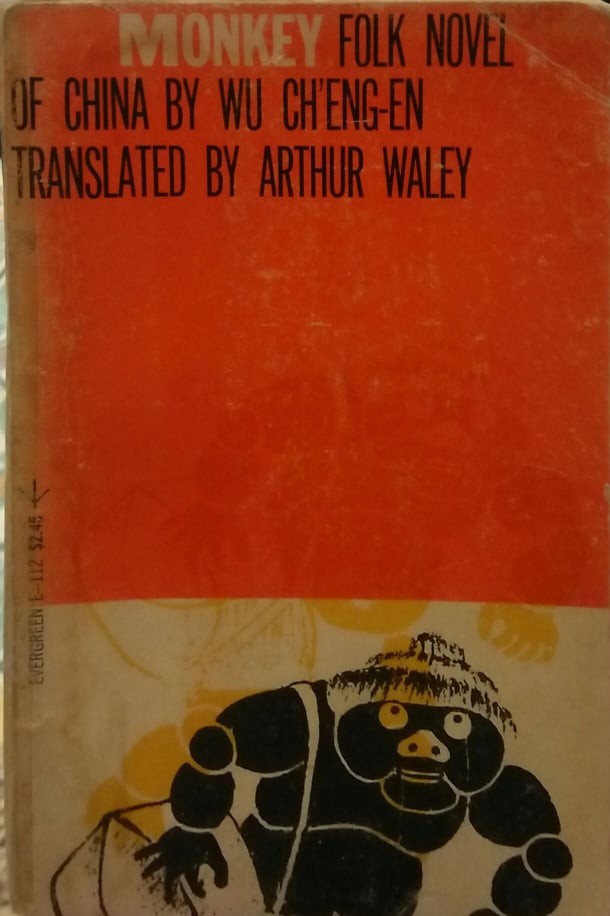 MONKEY FOLK NOVEL
OF CHINA BY WU CH'ENG-EN
TRANSLATED BY ARTHUR WALEY
EVERGREEN E—112 $2.45